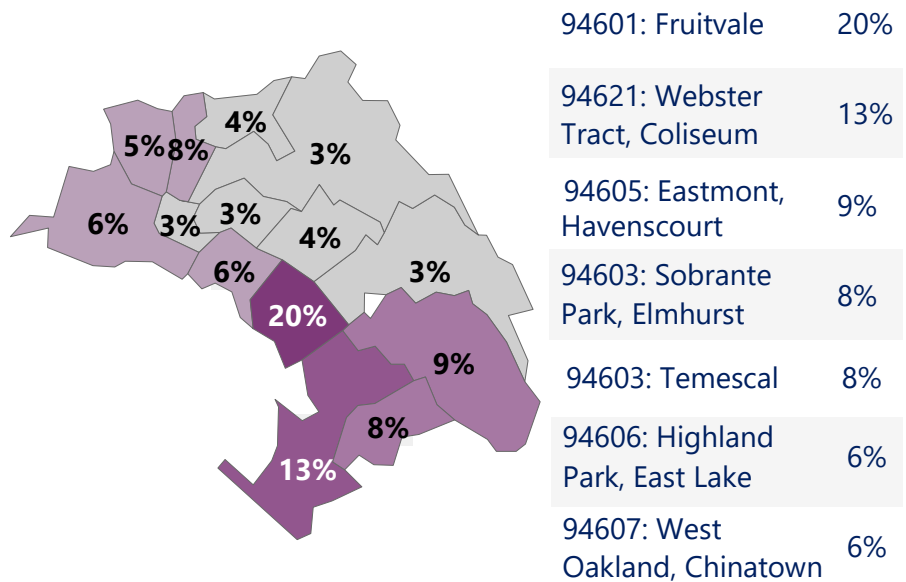 4%
5%
8%
3%
6%
3%
3%
4%
6%
3%
20%
9%
8%
13%
94601: Fruitvale 20%
94621: Webster
Tract, Coliseum 13%
94605: Eastmont,
Havenscourt 9%
94603: Sobrante
Park, Elmhurst 8%
94603: Temescal 8%
94606: Highland
Park, East Lake 6%
94607: West
Oakland, Chinatown 6%